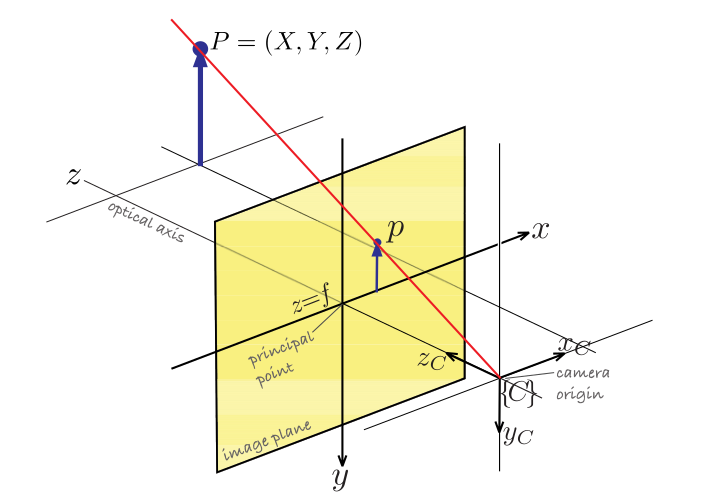 P = (X, Y, Z)
z
optical axis
p
x
z=f
principal
point
z_C
x_C
camera
origin
{C}
y_C
image plane
y